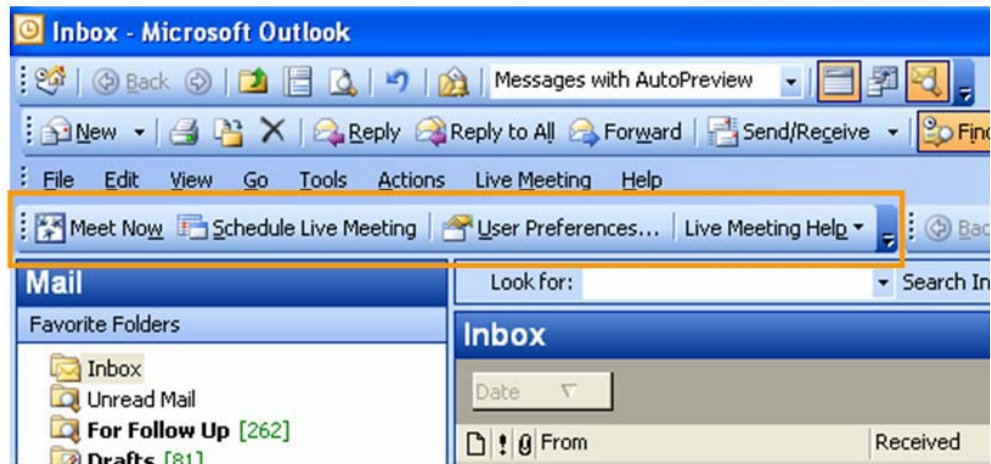 Inbox - Microsoft Outlook
Back Messages with AutoPreview
New Reply Reply to All Forward Send/Receive Find
File Edit View Go Tools Actions Live Meeting Help
Meet Now Schedule Live Meeting User Preferences... Live Meeting Help Back
Mail Look for: Search In
Favorite Folders
Inbox
Inbox
Date
Unread Mail
For Follow Up [262]
From Received
Drafts [81]